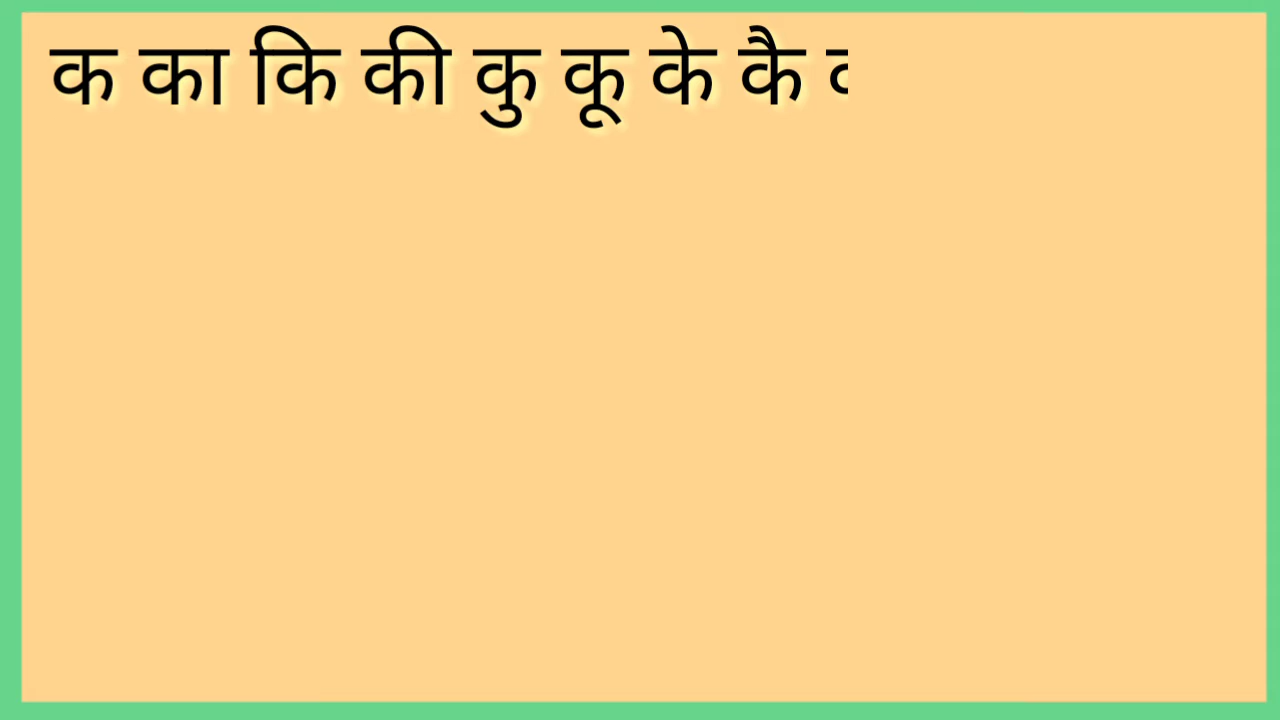 क का कि की कु कू के कै